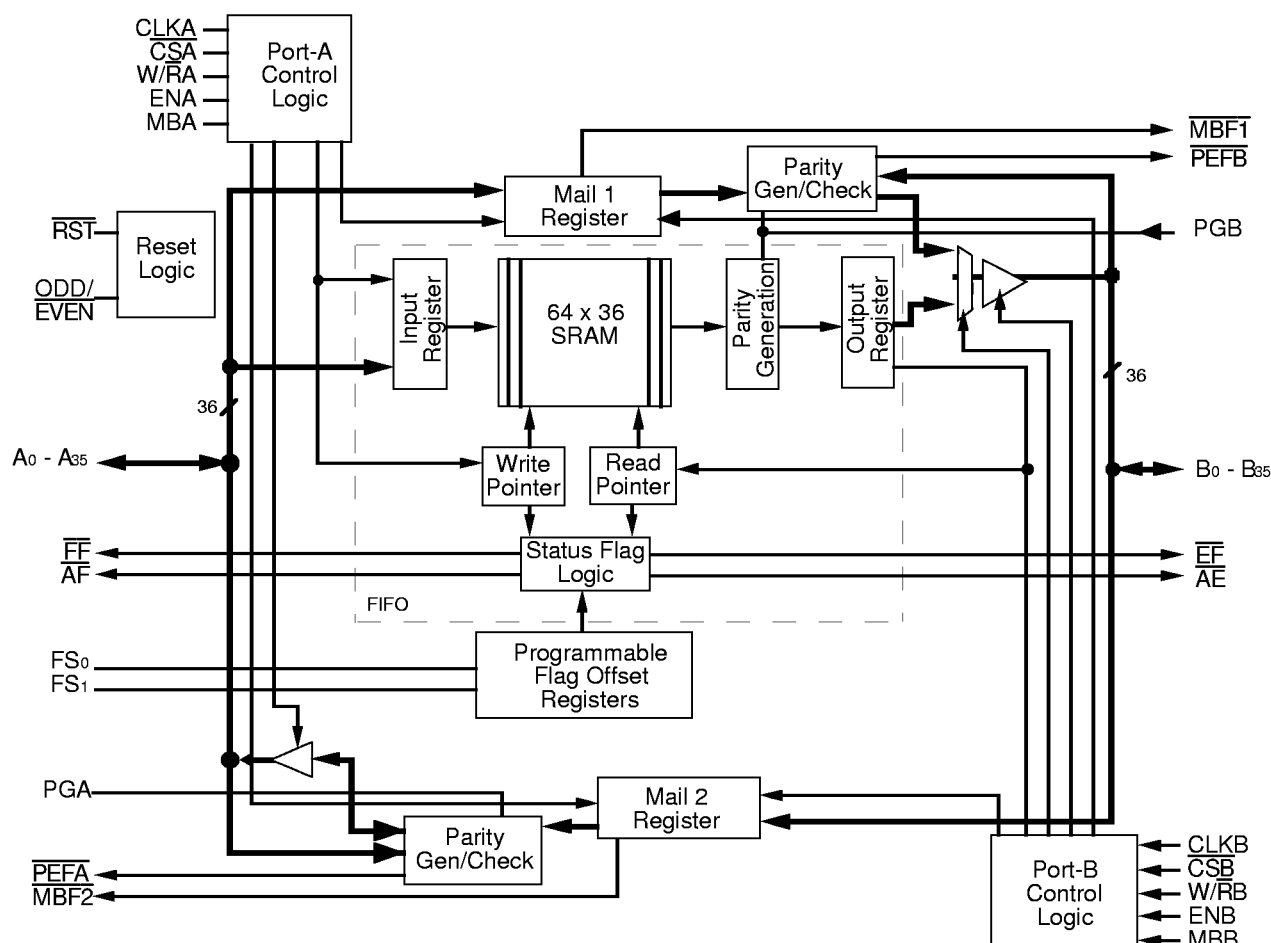 CLKA
CSA
W/RA
ENA
MBA
Port-A
Control
Logic
MBF1
PEFB
Parity
Gen/Check
Mail 1
Register
PGB
RST
ODD/
EVEN
Reset
Logic
Input
Register
64 x 36
SRAM
Parity
Generation
Output
Register
36
36
A0 - A35
Write
Pointer
Read
Pointer
B0 - B35
FF
AF
Status Flag
Logic
EF
AE
FIFO
FS0
FS1
Programmable
Flag Offset
Registers
PGA
Mail 2
Register
Parity
Gen/Check
PEFA
MBF2
Port-B
Control
Logic
CLKB
CSB
W/RB
ENB
MBB